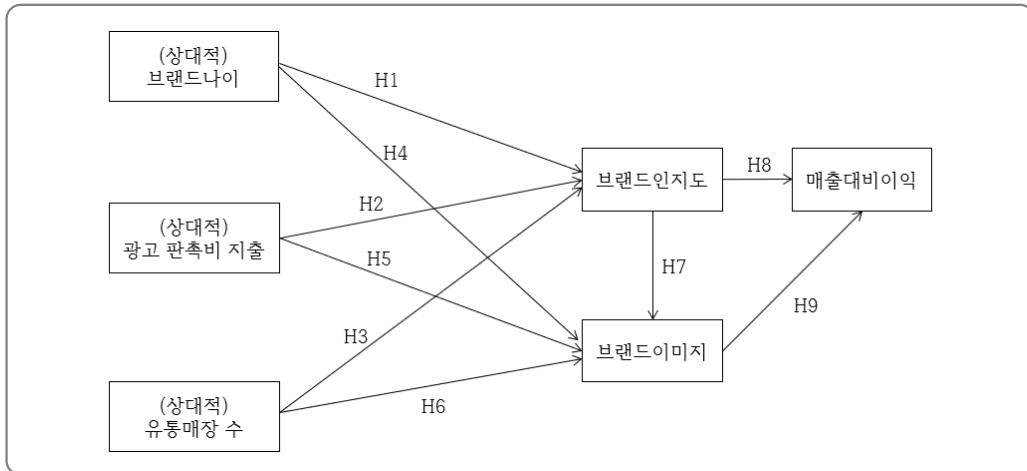 (상대적)
브랜드나이
H1
H4
브랜드인지도
H8
매출대비이익
H2
(상대적)
광고 판촉비 지출
H5
H7
H9
H3
브랜드이미지
(상대적)
유통매장 수
H6